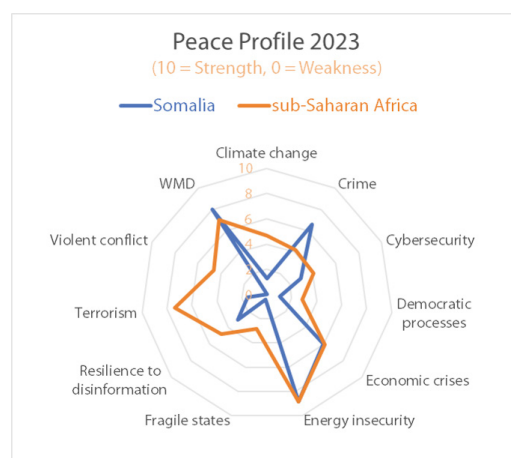 Peace Profile 2023
(10 = Strength, 0 = Weakness)
Somalia sub-Saharan Africa
Climate change
10
8
6
4
2
0
Crime
Cybersecurity
Democratic
processes
Economic crises
Energy insecurity
Fragile states
Resilience to
disinformation
Terrorism
Violent conflict
WMD